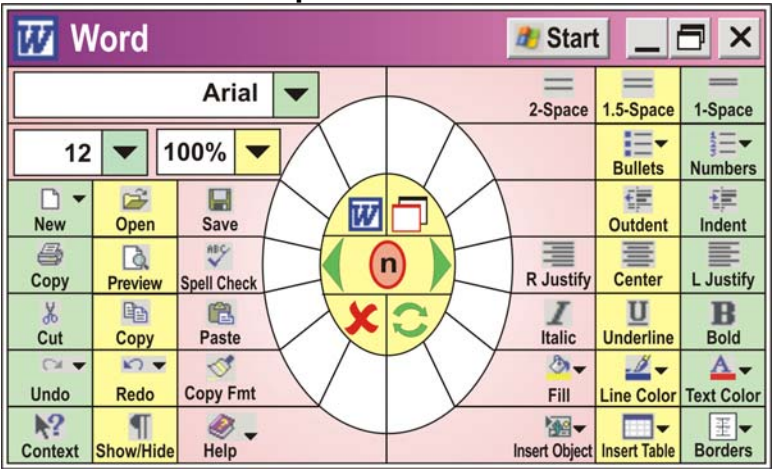 W Word Start
Arial 2-Space 1.5-Space 1-Space
12 100% Bullets Numbers
W
New Open Save Outdent Indent
n
Copy Preview Spell Check R Justify Center L Justify
Cut Copy Paste Italic Underline Bold
Undo Redo Copy Fmt Fill Line Color Text Color
Context Show/Hide Help Insert Object Insert Table Borders